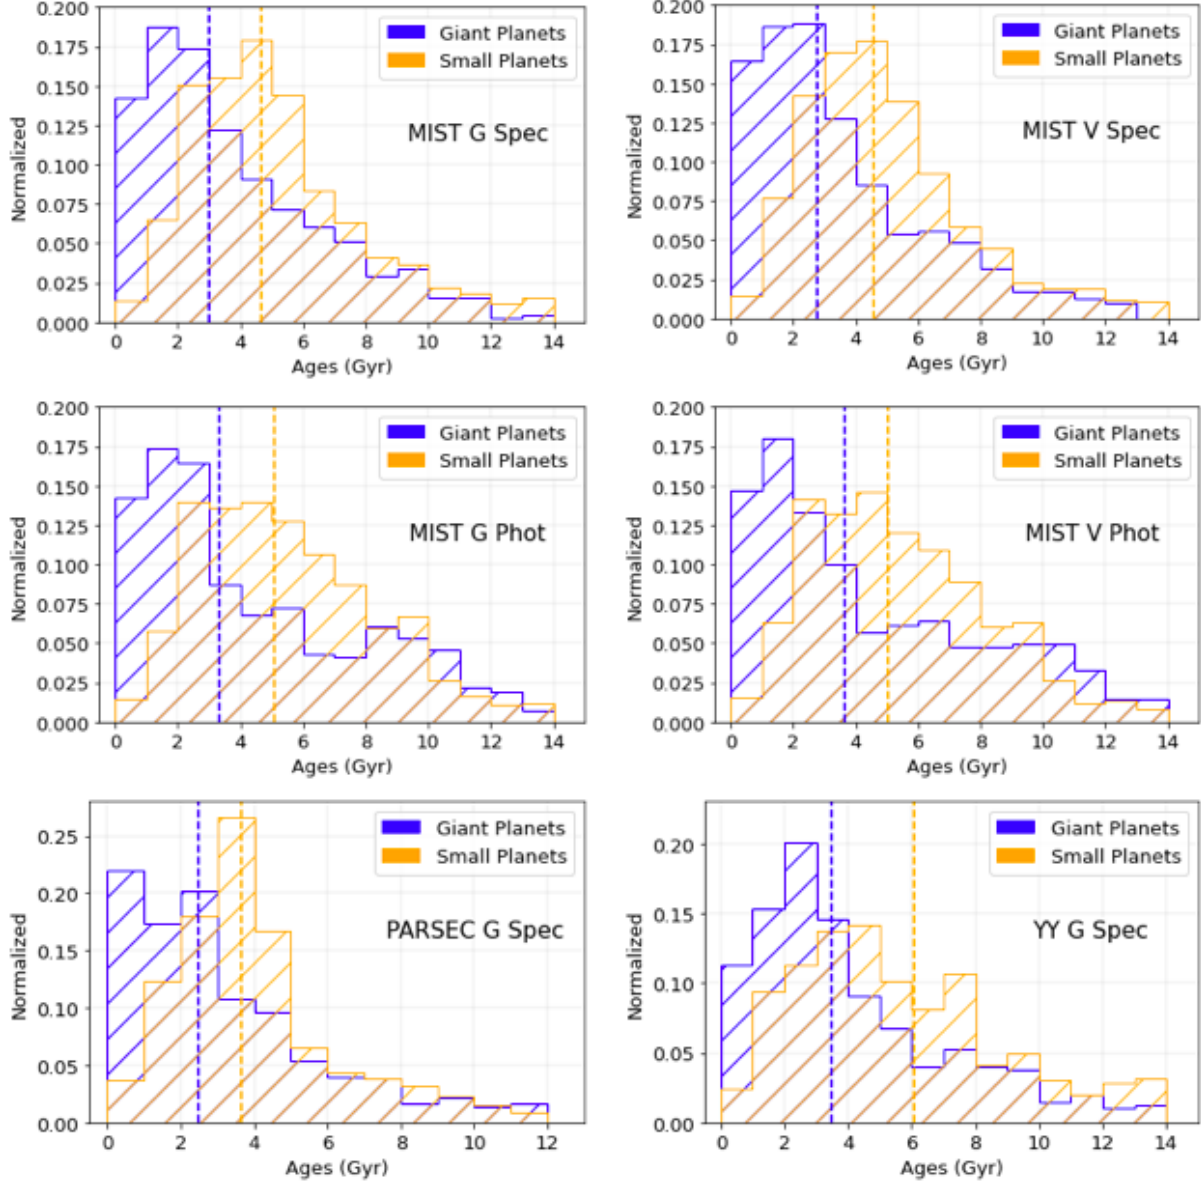 0.200
0.175
0.150
0.125
0.100
0.075
0.050
0.025
0.000
Normalized
Giant Planets
Small Planets
MIST G Spec
0 2 4 6 8 10 12 14
Ages (Gyr)
0.200
0.175
0.150
0.125
0.100
0.075
0.050
0.025
0.000
Normalized
Giant Planets
Small Planets
MIST V Spec
0 2 4 6 8 10 12 14
Ages (Gyr)
0.200
0.175
0.150
0.125
0.100
0.075
0.050
0.025
0.000
Normalized
Giant Planets
Small Planets
MIST G Phot
0 2 4 6 8 10 12 14
Ages (Gyr)
0.200
0.175
0.150
0.125
0.100
0.075
0.050
0.025
0.000
Normalized
Giant Planets
Small Planets
MIST V Phot
0 2 4 6 8 10 12 14
Ages (Gyr)
0.25
0.20
0.15
0.10
0.05
0.00
Normalized
Giant Planets
Small Planets
PARSEC G Spec
0 2 4 6 8 10 12
Ages (Gyr)
0.20
0.15
0.10
0.05
0.00
Normalized
Giant Planets
Small Planets
YY G Spec
0 2 4 6 8 10 12 14
Ages (Gyr)